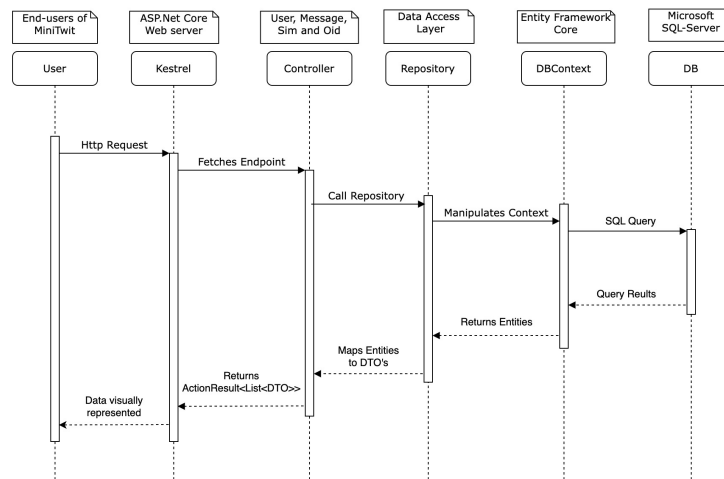 End-users of
MiniTwit
ASP.Net Core
Web server
User, Message,
Sim and Oid
Data Access
Layer
Entity Framework
Core
Microsoft
SQL-Server
User
Kestrel
Controller
Repository
DBContext
DB
Http Request
Fetches Endpoint
Call Repository
Manipulates Context
SQL Query
Query Reults
Returns Entities
Maps Entities
to DTO's
Returns
ActionResult<List<DTO>>
Data visually
represented